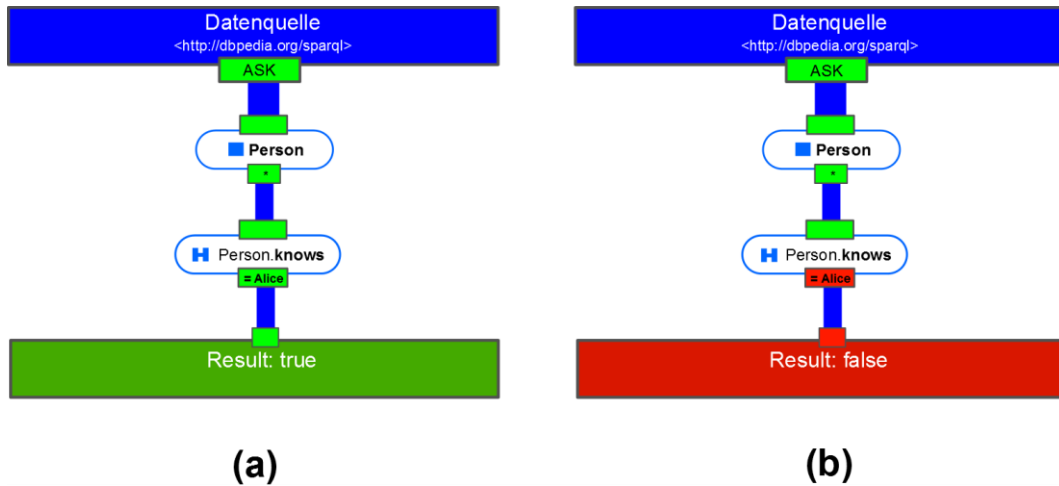 Datenquelle
<http://dbpedia.org/sparql>
ASK
Person
*
Person.knows
= Alice
Result: true
(a)
Datenquelle
<http://dbpedia.org/sparql>
ASK
Person
*
Person.knows
= Alice
Result: false
(b)